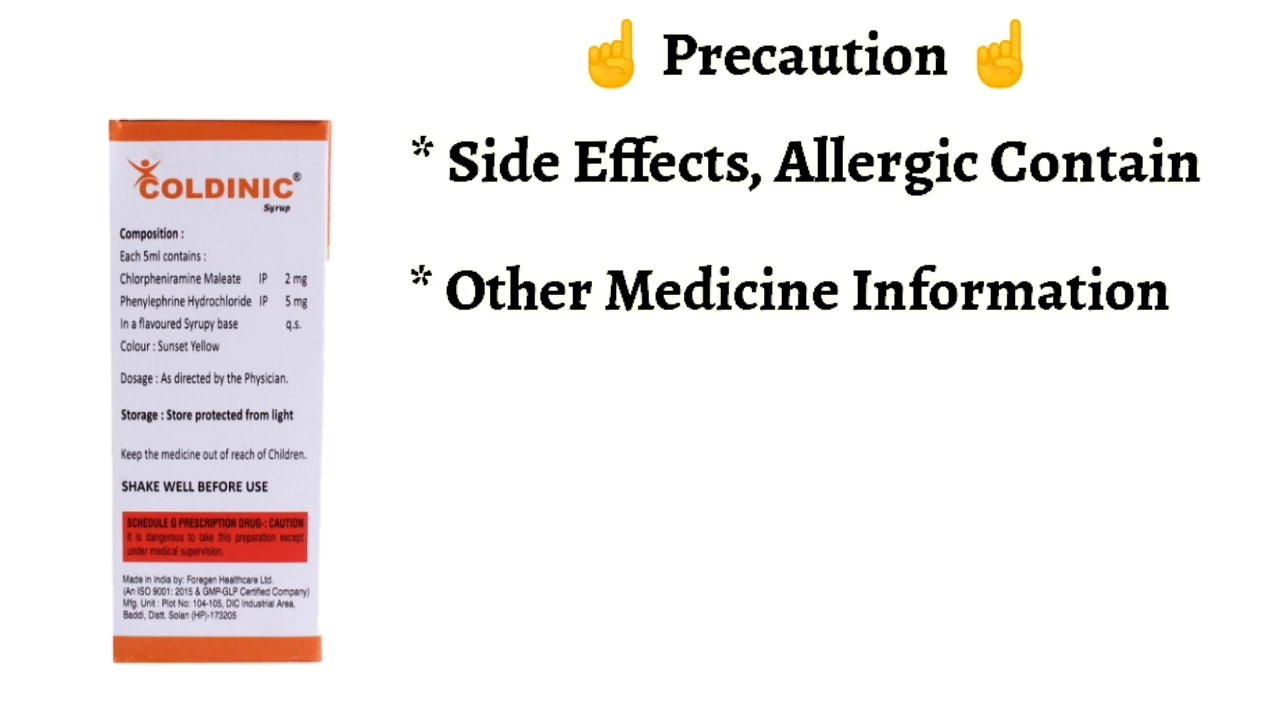 ☝ Precaution ☝
* Side Effects, Allergic Contain
* Other Medicine Information
COLDINIC®
Syrup
Composition :
Each 5ml contains :
Chlorpheniramine Maleate IP 2 mg
Phenylephrine Hydrochloride IP 5 mg
In a flavoured Syrupy base q.s.
Colour : Sunset Yellow
Dosage : As directed by the Physician.
Storage : Store protected from light
Keep the medicine out of reach of Children.
SHAKE WELL BEFORE USE
SCHEDULE G PRESCRIPTION DRUG-: CAUTION
It is dangerous to take this preparation except
under medical supervision.
Made in India by: Foregen Healthcare Ltd.
(An ISO 9001: 2015 & GMP-GLP Certified Company)
Mfg. Unit : Plot No: 104-105, DIC Industrial Area,
Baddi, Distt. Solan (HP)-173205